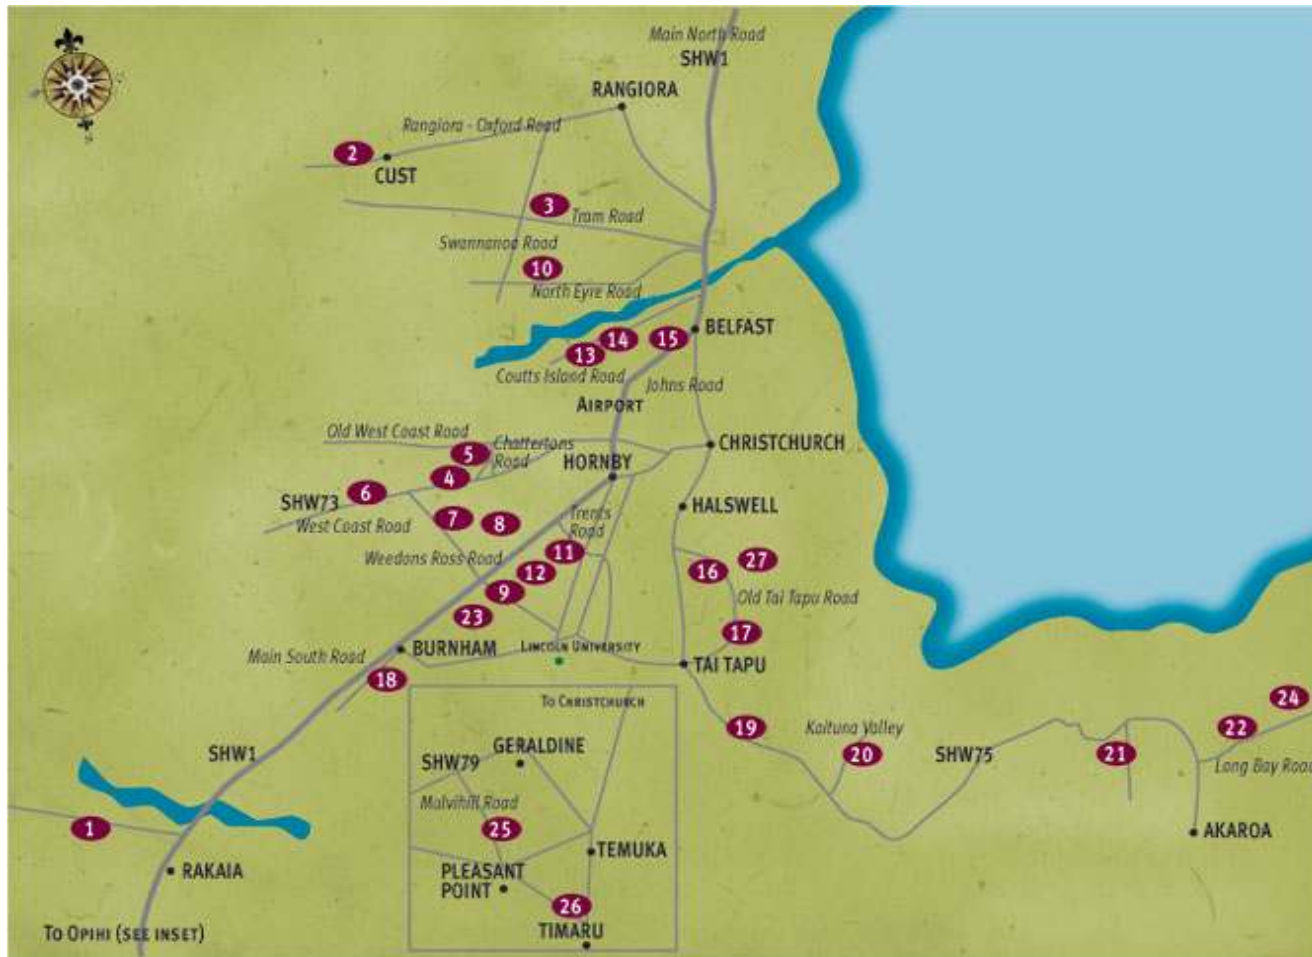 Main North Road
SHW1
RANGIORA
Rangiora - Oxford Road
2
CUST
3
Tram Road
Swannanoa Road
10
North Eyre Road
BELFAST
14
15
13
Coutts Island Road
Johns Road
AIRPORT
Old West Coast Road
Chattertons
Road
CHRISTCHURCH
5
HORNBY
4
6
SHW73
West Coast Road
HALSWELL
7
8
Trents
Road
Weedons Ross Road
11
12
16
27
9
Old Tai Tapu Road
23
17
BURNHAM
LINCOLN UNIVERSITY
Main South Road
TAI TAPU
18
TO CHRISTCHURCH
24
19
Kaituna Valley
22
SHW1
GERALDINE
SHW79
20
SHW75
21
Long Bay Road
Mulvihill Road
1
25
AKAROA
TEMUKA
RAKAIA
PLEASANT
POINT
26
TIMARU
TO OPIHI (SEE INSET)